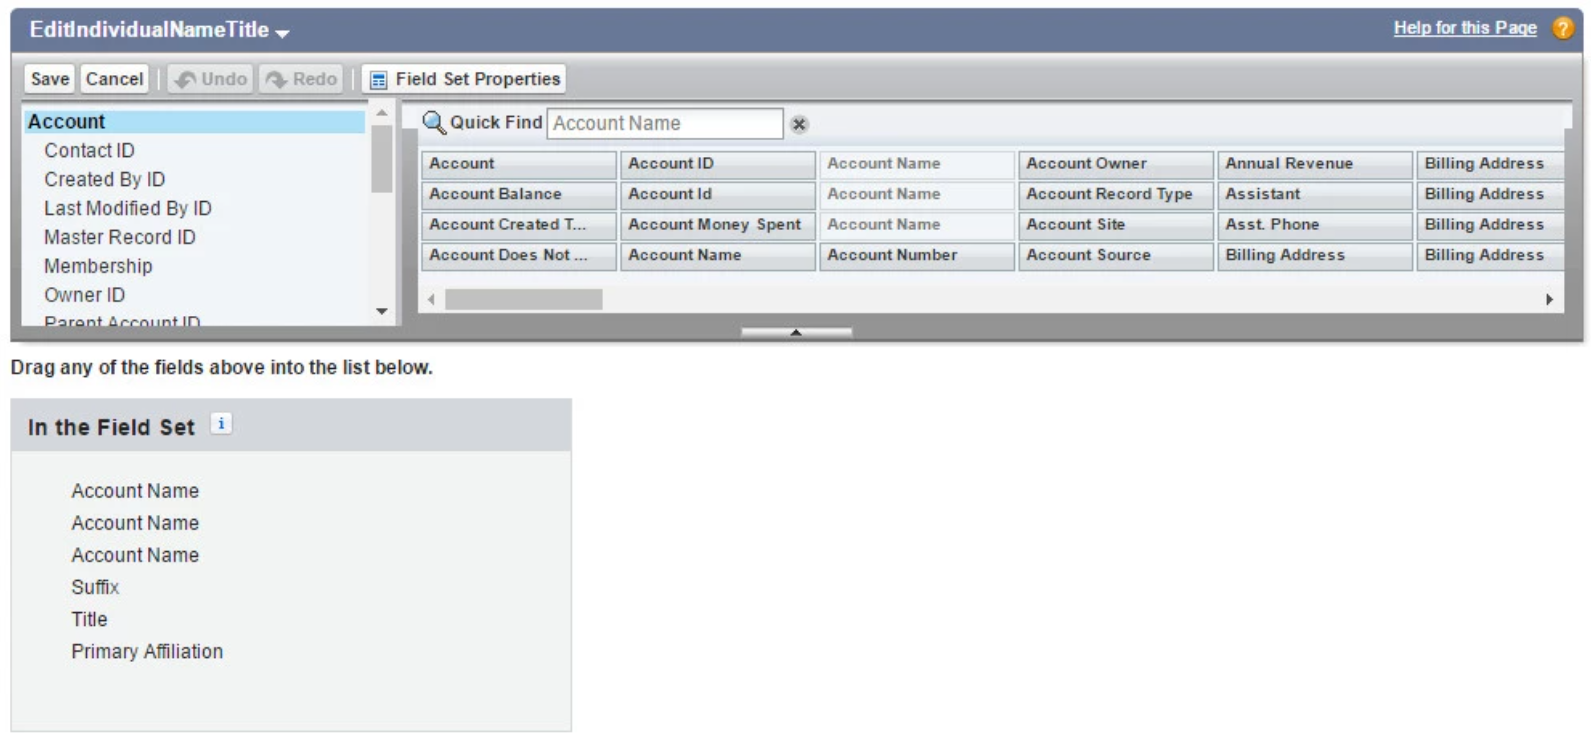 EditIndividualNameTitle
Help for this Page ?
Save Cancel Undo Redo Field Set Properties
Account
Contact ID
Created By ID
Last Modified By ID
Master Record ID
Membership
Owner ID
Parent Account ID
Quick Find Account Name
Account Account ID Account Name Account Owner Annual Revenue Billing Address
Account Balance Account Id Account Name Account Record Type Assistant Billing Address
Account Created T... Account Money Spent Account Name Account Site Asst. Phone Billing Address
Account Does Not ... Account Name Account Number Account Source Billing Address Billing Address
Drag any of the fields above into the list below.
In the Field Set i
Account Name
Account Name
Account Name
Suffix
Title
Primary Affiliation